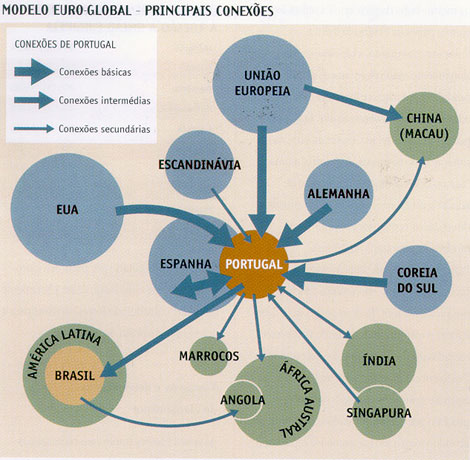 MODELO EURO-GLOBAL - PRINCIPAIS CONEXÕES
CONEXÕES DE PORTUGAL
Conexões básicas
Conexões intermédias
Conexões secundárias
UNIÃO
EUROPEIA
CHINA
(MACAU)
ESCANDINÁVIA
ALEMANHA
EUA
ESPANHA
PORTUGAL
COREIA
DO SUL
AMÉRICA LATINA
BRASIL
MARROCOS
ANGOLA
ÁFRICA AUSTRAL
ÍNDIA
SINGAPURA